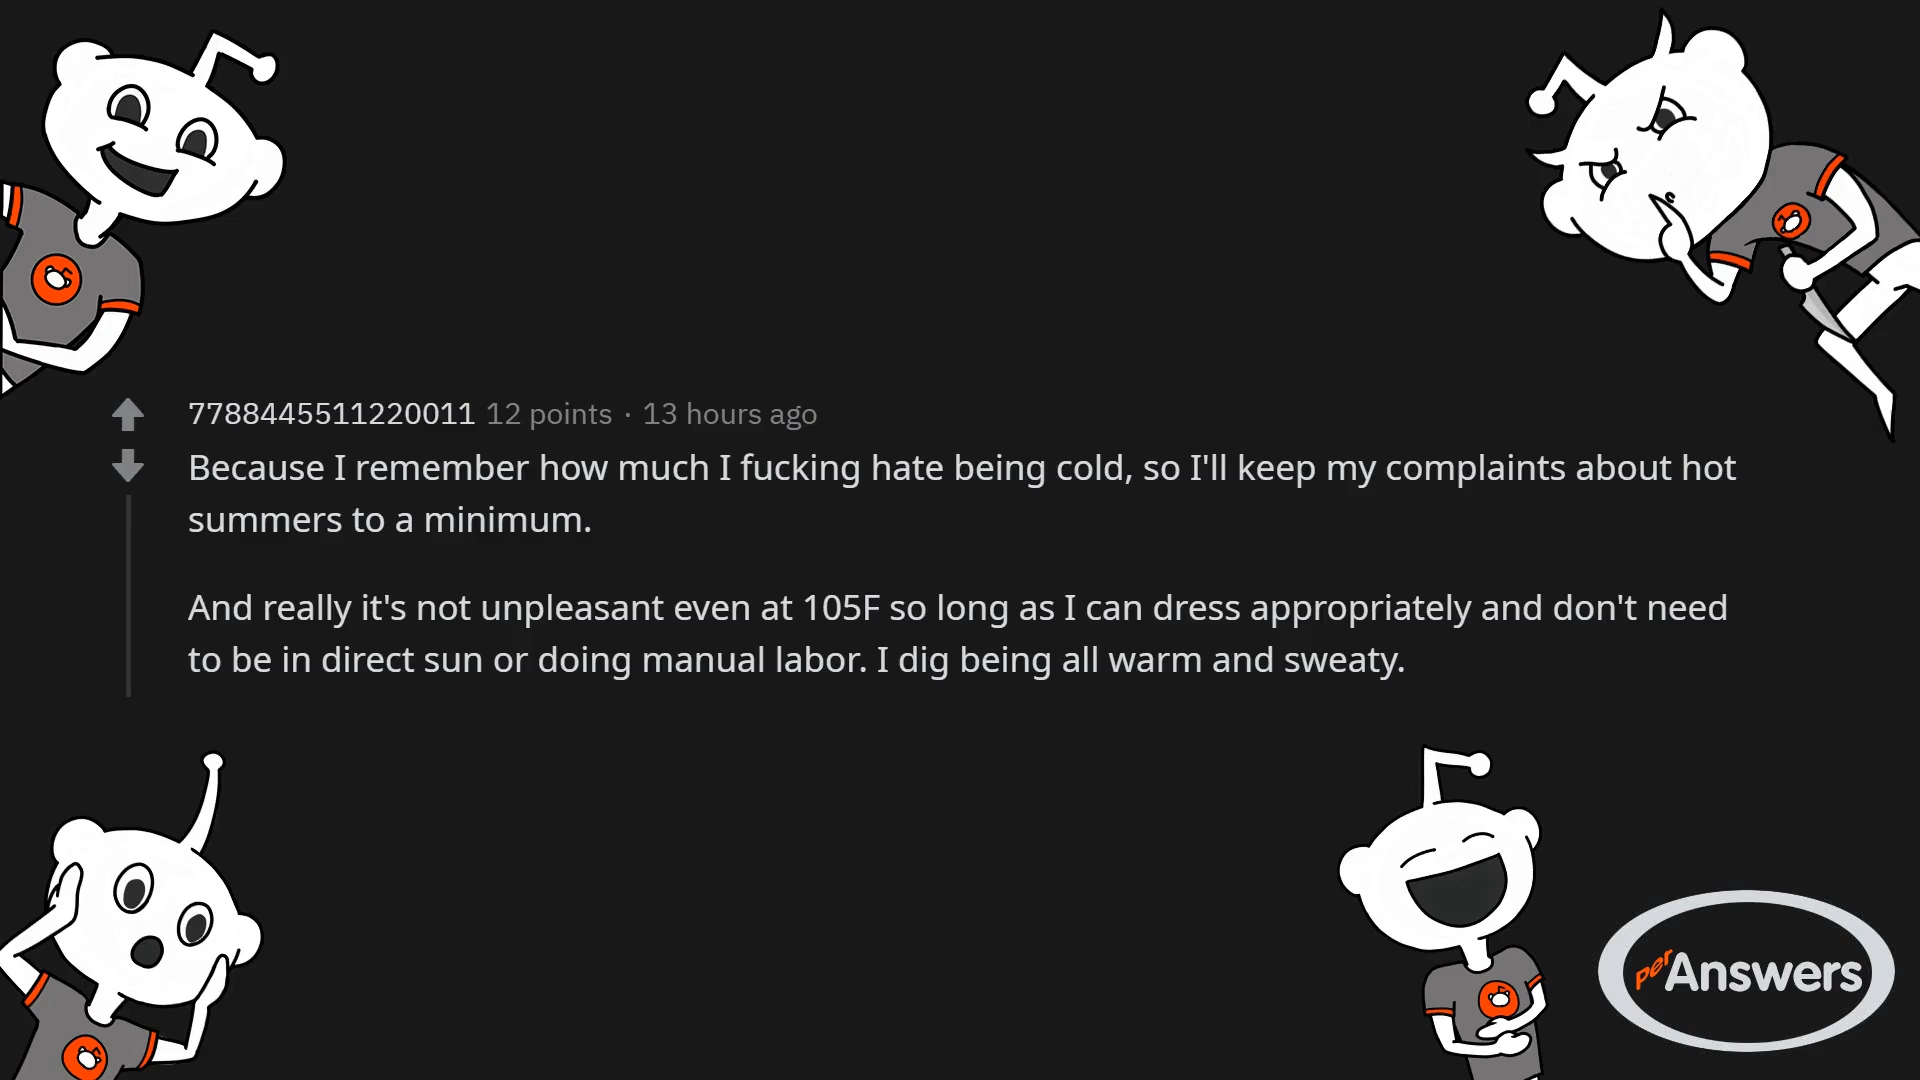 7788445511220011 12 points · 13 hours ago
Because I remember how much I fucking hate being cold, so I'll keep my complaints about hot
summers to a minimum.
And really it's not unpleasant even at 105F so long as I can dress appropriately and don't need
to be in direct sun or doing manual labor. I dig being all warm and sweaty.
perAnswers